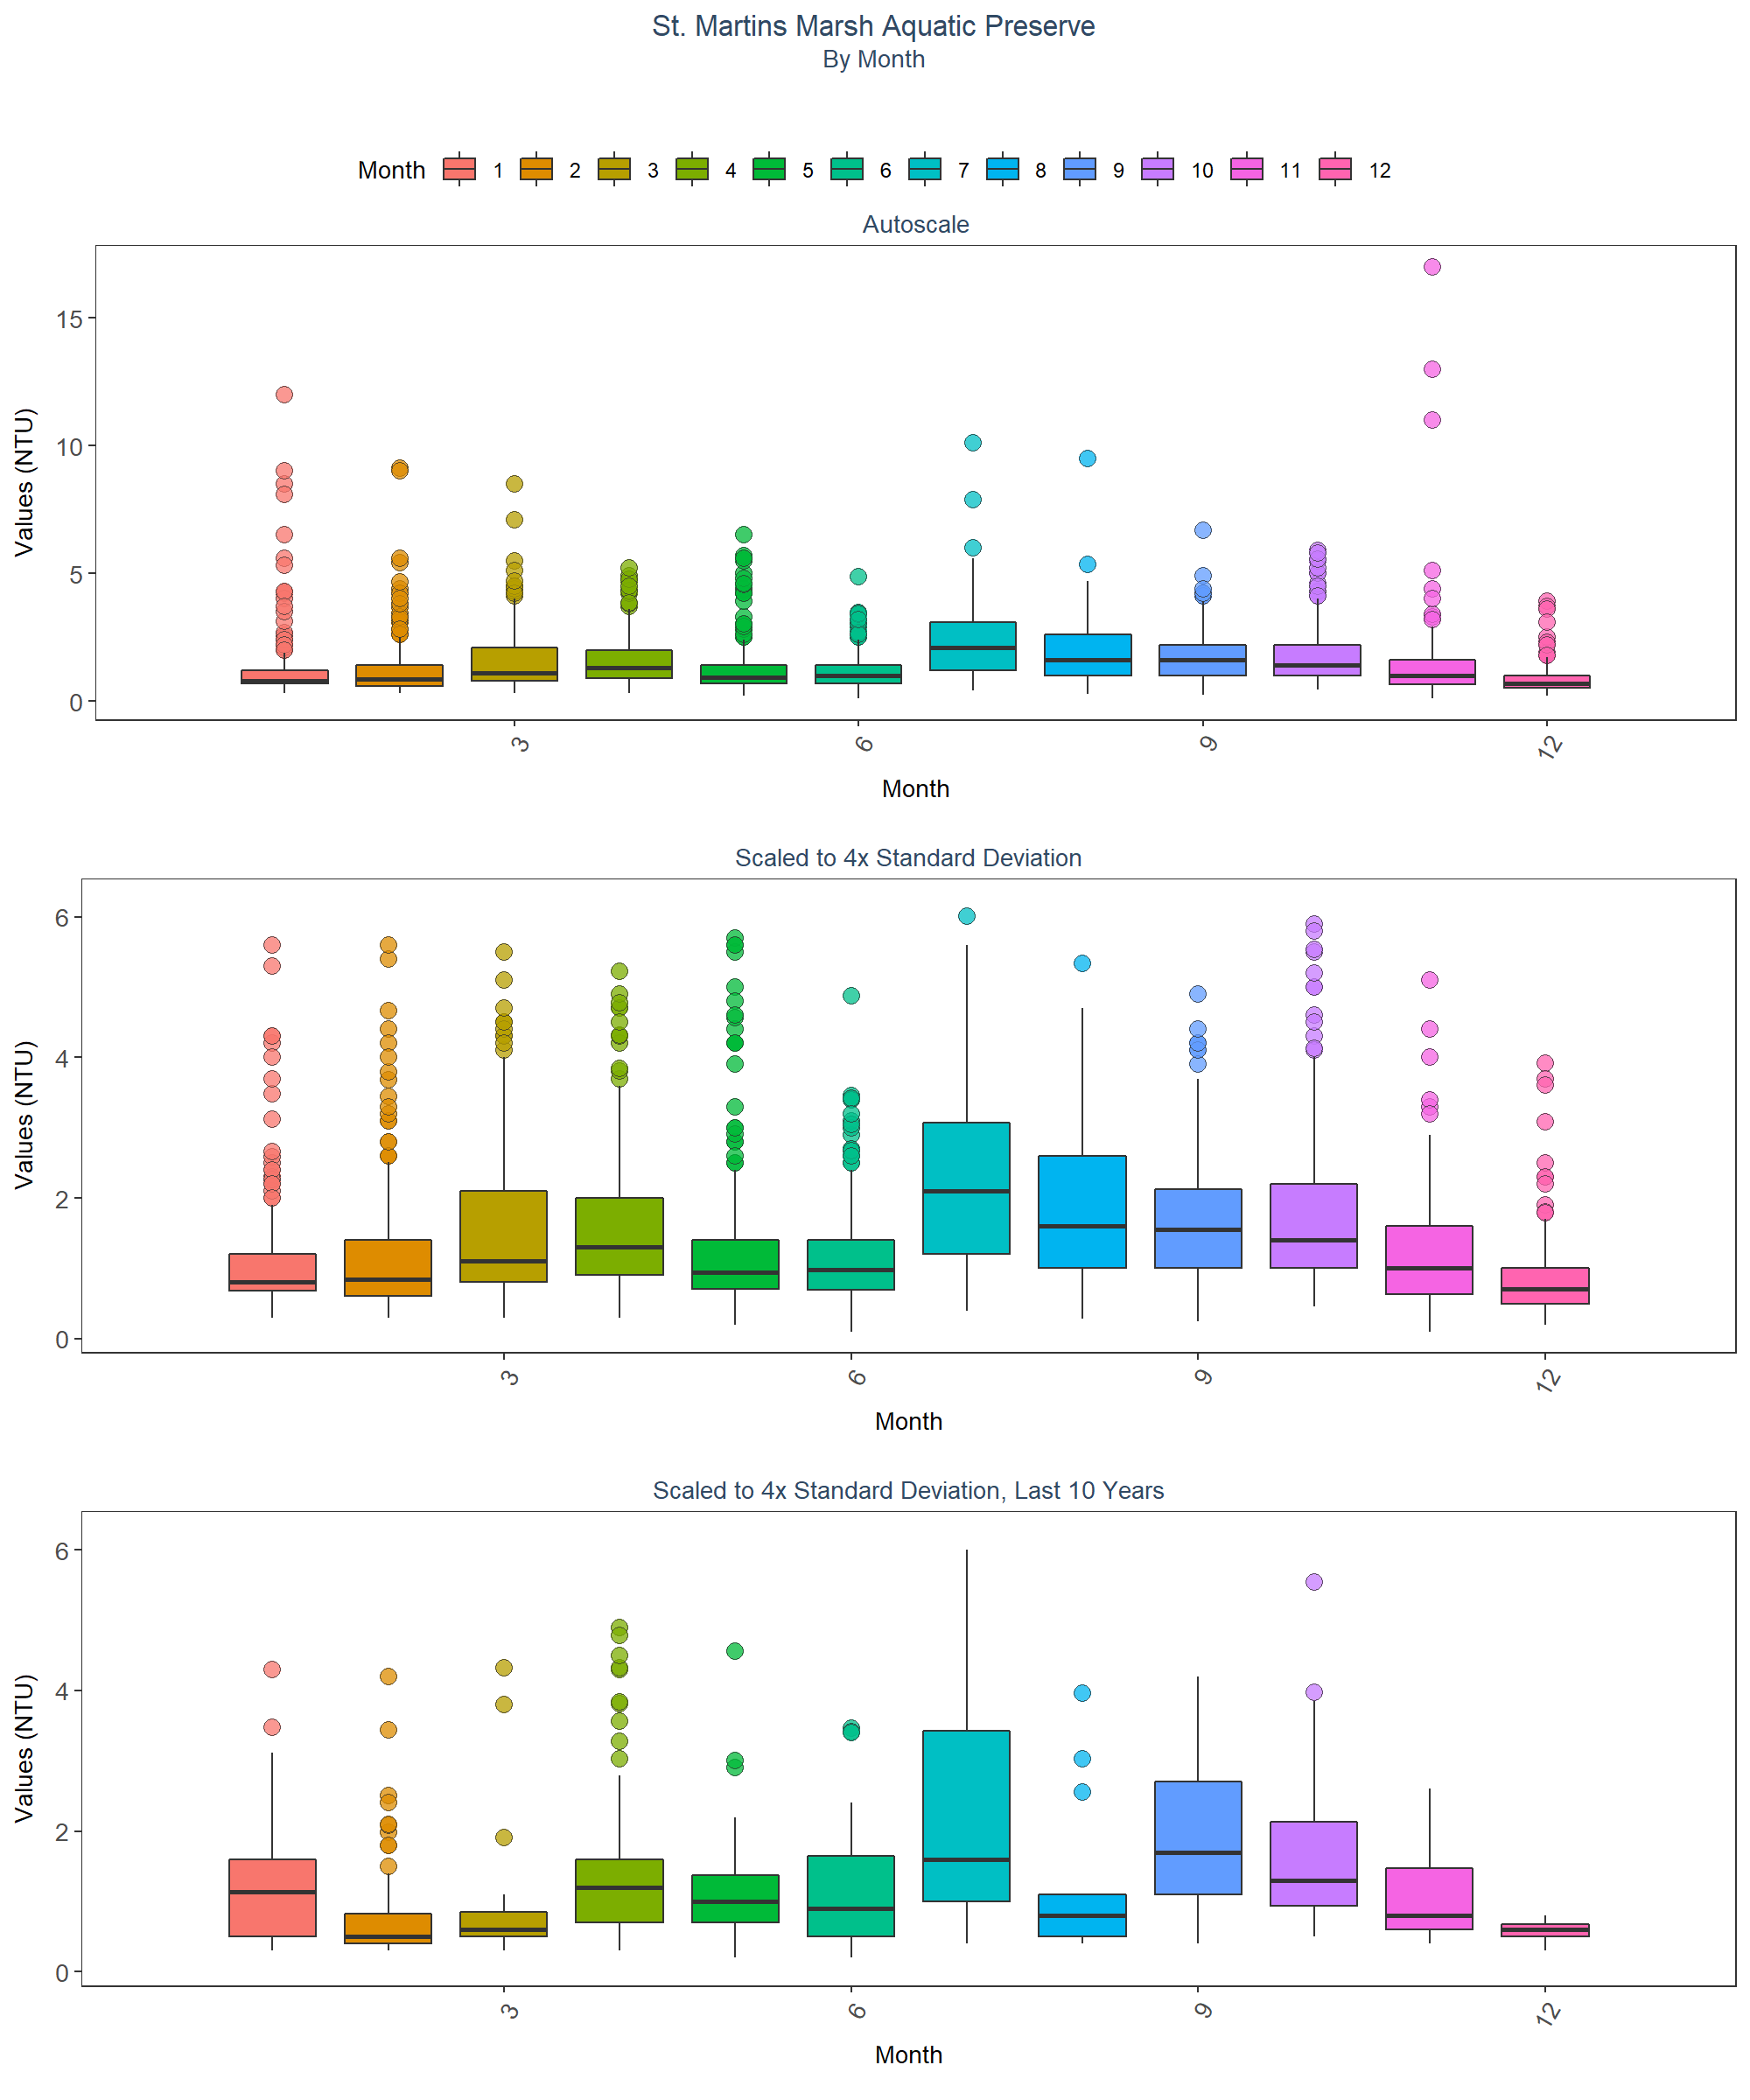 St. Martins Marsh Aquatic Preserve
By Month
Month 1 2 3 4 5 6 7 8 9 10 11 12
Autoscale
Values (NTU)
15
10
5
0
3 6 9 12
Month
Scaled to 4x Standard Deviation
Values (NTU)
6
4
2
0
3 6 9 12
Month
Scaled to 4x Standard Deviation, Last 10 Years
Values (NTU)
6
4
2
0
3 6 9 12
Month